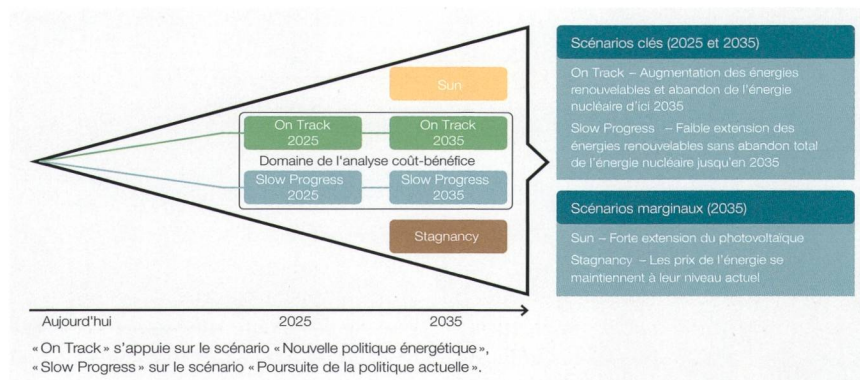 Sun
On Track
2025
On Track
2035
Domaine de l'analyse coût-bénéfice
Slow Progress
2025
Slow Progress
2035
Stagnancy
Aujourd'hui
2025
2035
«On Track» s'appuie sur le scénario «Nouvelle politique énergétique»,
«Slow Progress» sur le scénario «Poursuite de la politique actuelle».
Scénarios clés (2025 et 2035)
On Track – Augmentation des énergies
renouvelables et abandon de l'énergie
nucléaire d'ici 2035
Slow Progress – Faible extension des
énergies renouvelables sans abandon total
de l'énergie nucléaire jusqu'en 2035
Scénarios marginaux (2035)
Sun – Forte extension du photovoltaïque
Stagnancy – Les prix de l'énergie se
maintiennent à leur niveau actuel